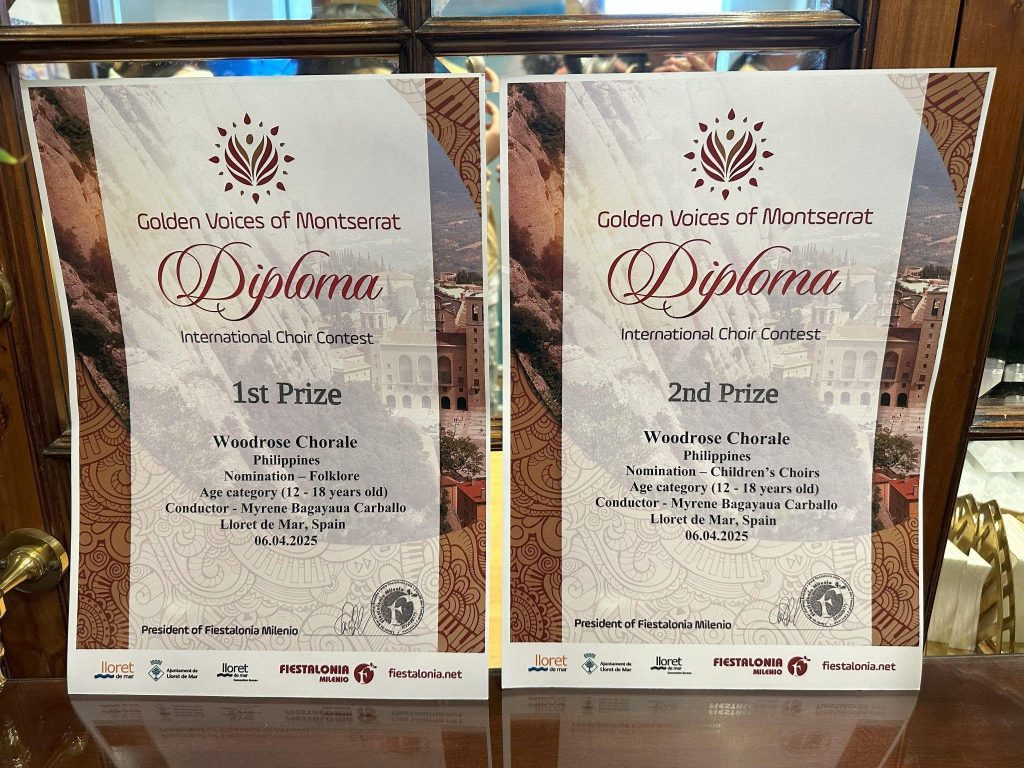 Golden Voices of Montserrat
Diploma
International Choir Contest
1st Prize
Woodrose Chorale
Philippines
Nomination – Folklore
Age category (12 - 18 years old)
Conductor - Myrene Bagayaua Carballo
Lloret de Mar, Spain
06.04.2025
President of Fiestalonia Milenio
lloret
de mar
Ajuntament de
Lloret de Mar
lloret
de mar
Convention Bureau
FIESTALONIA
MILENIO
fiestalonia.net
Golden Voices of Montserrat
Diploma
International Choir Contest
2nd Prize
Woodrose Chorale
Philippines
Nomination – Children's Choirs
Age category (12 - 18 years old)
Conductor - Myrene Bagayaua Carballo
Lloret de Mar, Spain
06.04.2025
President of Fiestalonia Milenio
lloret
de mar
Ajuntament de
Lloret de Mar
lloret
de mar
Convention Bureau
FIESTALONIA
MILENIO
fiestalonia.net